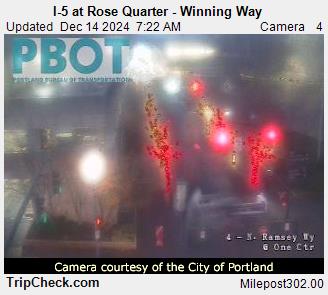 I-5 at Rose Quarter - Winning Way
Updated Dec 14 2024 7:22 AM Camera 4
PBOT
PORTLAND BUREAU OF TRANSPORTATION
4 - N. Ramsey Wy
@ One Ctr
Camera courtesy of the City of Portland
TripCheck.com Milepost302.00